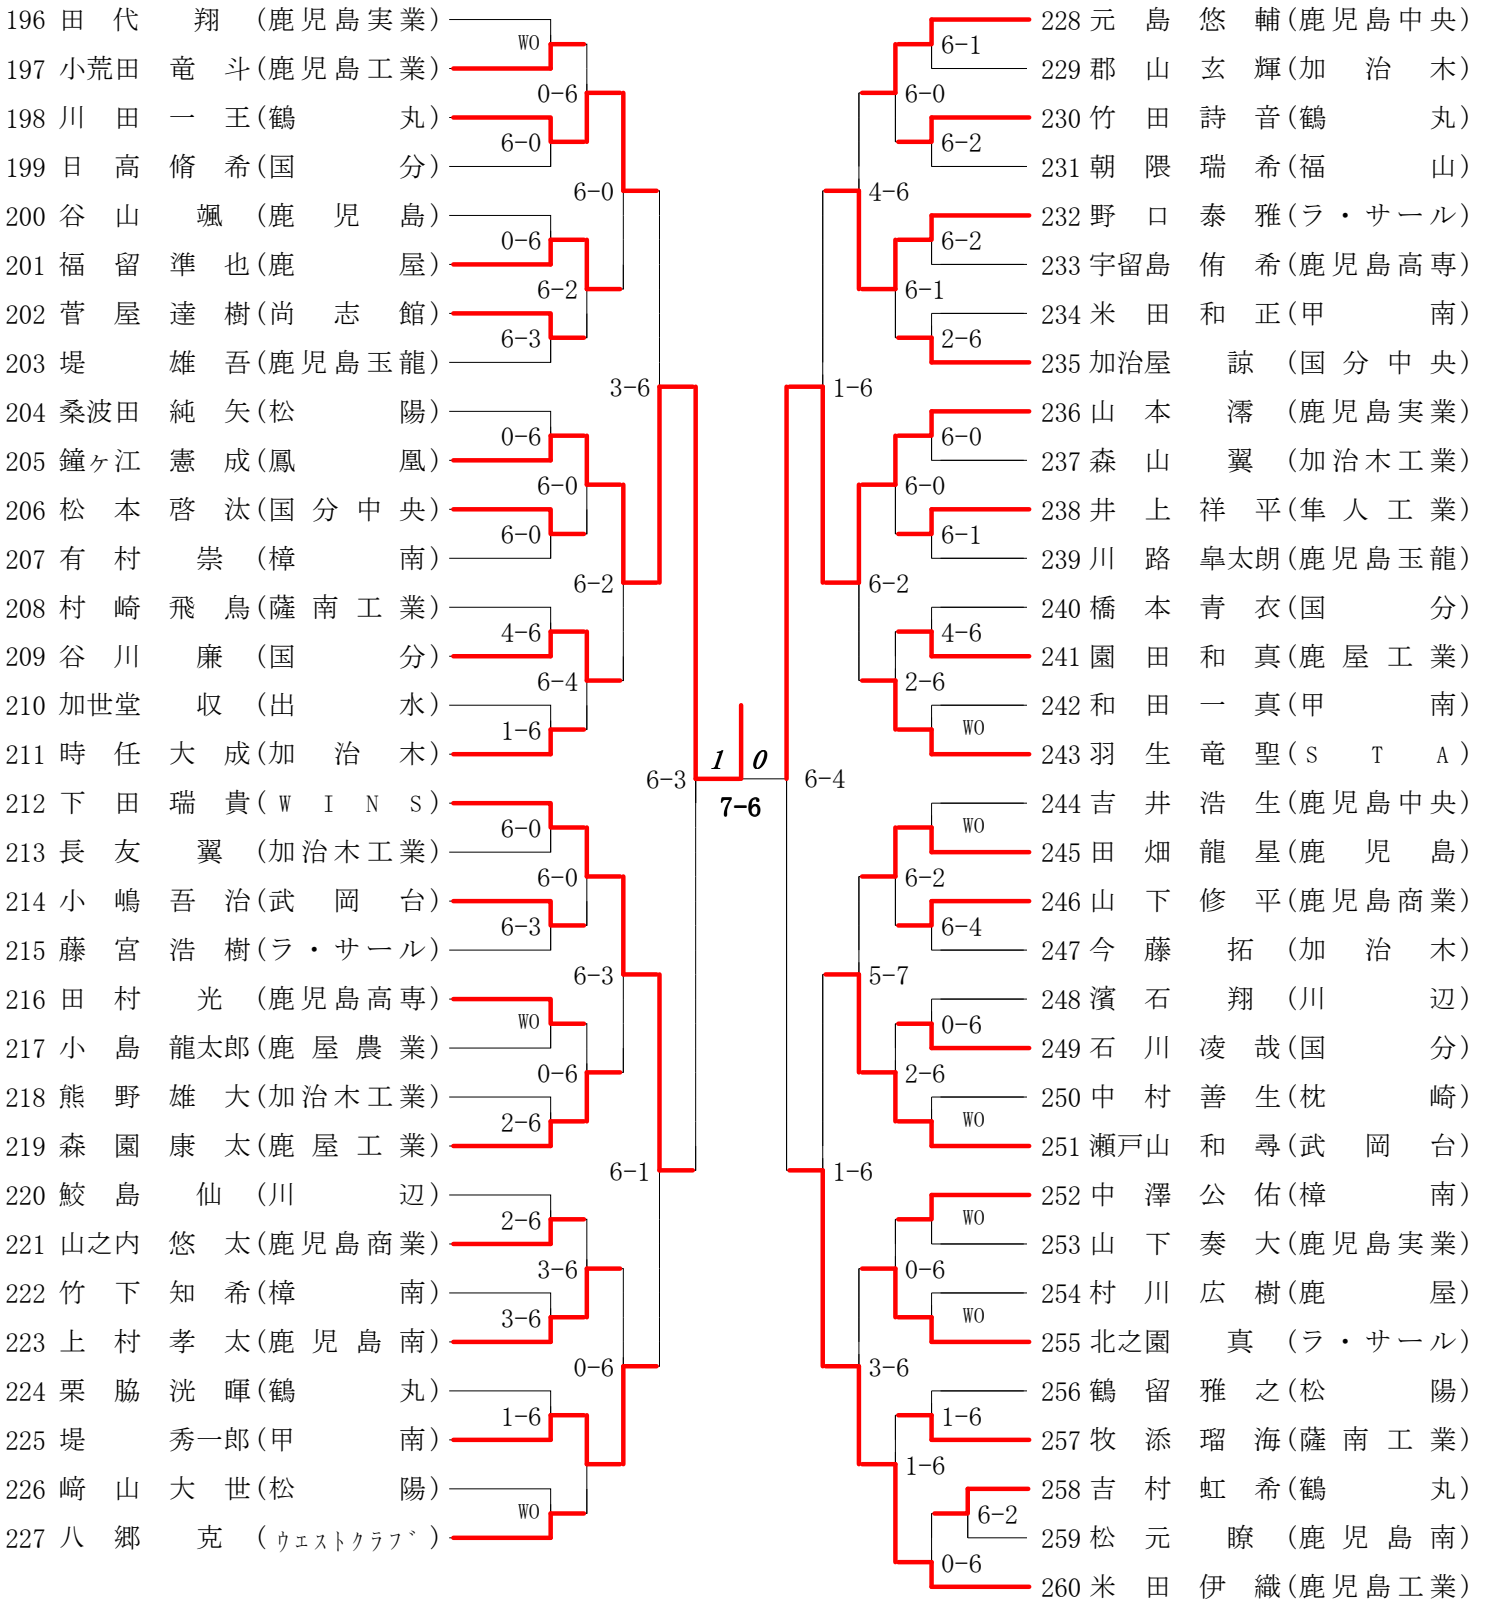 196 田代 翔 (鹿児島実業)
WO
197 小荒田 竜斗 (鹿児島工業)
0-6
198 川田一王 (鶴丸)
6-0
199 日高脩希 (国分)
6-0
200 谷山 颯 (鹿児島)
0-6
201 福留準也 (鹿屋)
6-2
202 菅屋達樹 (尚志館)
6-3
203 堤 雄吾 (鹿児島玉龍)
3-6
204 桑波田 純矢 (松陽)
0-6
205 鐘ヶ江 憲成 (鳳凰)
6-0
206 松本啓汰 (国分中央)
6-0
207 有村 崇 (樟南)
6-2
208 村崎飛鳥 (薩南工業)
4-6
209 谷川 廉 (国分)
6-4
210 加世堂 収 (出水)
1-6
211 時任大成 (加治木)
6-3
212 下田瑞貴 (WINS)
6-0
213 長友 翼 (加治木工業)
6-0
214 小嶋吾治 (武岡台)
6-3
215 藤宮浩樹 (ラ・サール)
6-3
216 田村 光 (鹿児島高専)
WO
217 小島 龍太郎 (鹿屋農業)
0-6
218 熊野雄大 (加治木工業)
2-6
219 森園康太 (鹿屋工業)
6-1
220 鮫島 仙 (川辺)
2-6
221 山之内 悠太 (鹿児島商業)
3-6
222 竹下知希 (樟南)
3-6
223 上村孝太 (鹿児島南)
0-6
224 栗脇洸暉 (鶴丸)
1-6
225 堤 秀一郎 (甲南)
226 﨑山大世 (松陽)
WO
227 八郷 克 (ウエストクラブ)
1 0
7-6
228 元島悠輔 (鹿児島中央)
6-1
229 郡山玄輝 (加治木)
6-0
230 竹田詩音 (鶴丸)
6-2
231 朝隈瑞希 (福山)
4-6
232 野口泰雅 (ラ・サール)
6-2
233 宇留島 侑希 (鹿児島高専)
6-1
234 米田和正 (甲南)
2-6
235 加治屋 諒 (国分中央)
1-6
236 山本 澪 (鹿児島実業)
6-0
237 森山 翼 (加治木工業)
6-0
238 井上祥平 (隼人工業)
6-1
239 川路 皐太朗 (鹿児島玉龍)
6-2
240 橋本青衣 (国分)
4-6
241 園田和真 (鹿屋工業)
2-6
242 和田一真 (甲南)
WO
243 羽生竜聖 (STA)
6-4
244 吉井浩生 (鹿児島中央)
WO
245 田畑龍星 (鹿児島)
6-2
246 山下修平 (鹿児島商業)
6-4
247 今藤 拓 (加治木)
5-7
248 濱石 翔 (川辺)
0-6
249 石川凌哉 (国分)
2-6
250 中村善生 (枕崎)
WO
251 瀬戸山 和尋 (武岡台)
1-6
252 中澤公佑 (樟南)
WO
253 山下奏大 (鹿児島実業)
0-6
254 村川広樹 (鹿屋)
WO
255 北之園 真 (ラ・サール)
3-6
256 鶴留雅之 (松陽)
1-6
257 牧添瑠海 (薩南工業)
1-6
258 吉村虹希 (鶴丸)
6-2
259 松元 瞭 (鹿児島南)
0-6
260 米田伊織 (鹿児島工業)